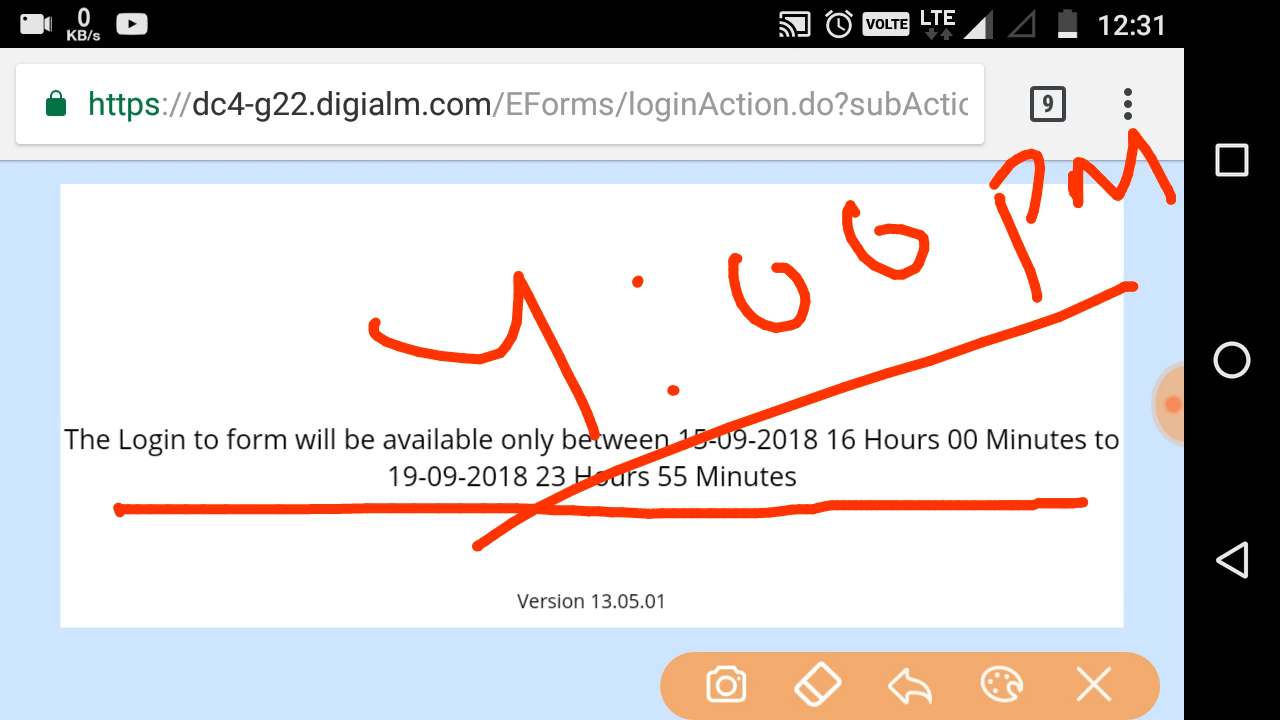 0
KB/s
VOLTE
LTE
12:31
https://dc4-g22.digialm.com/EForms/loginAction.do?subActio
9
4:00 PM
The Login to form will be available only between 15-09-2018 16 Hours 00 Minutes to
19-09-2018 23 Hours 55 Minutes
Version 13.05.01